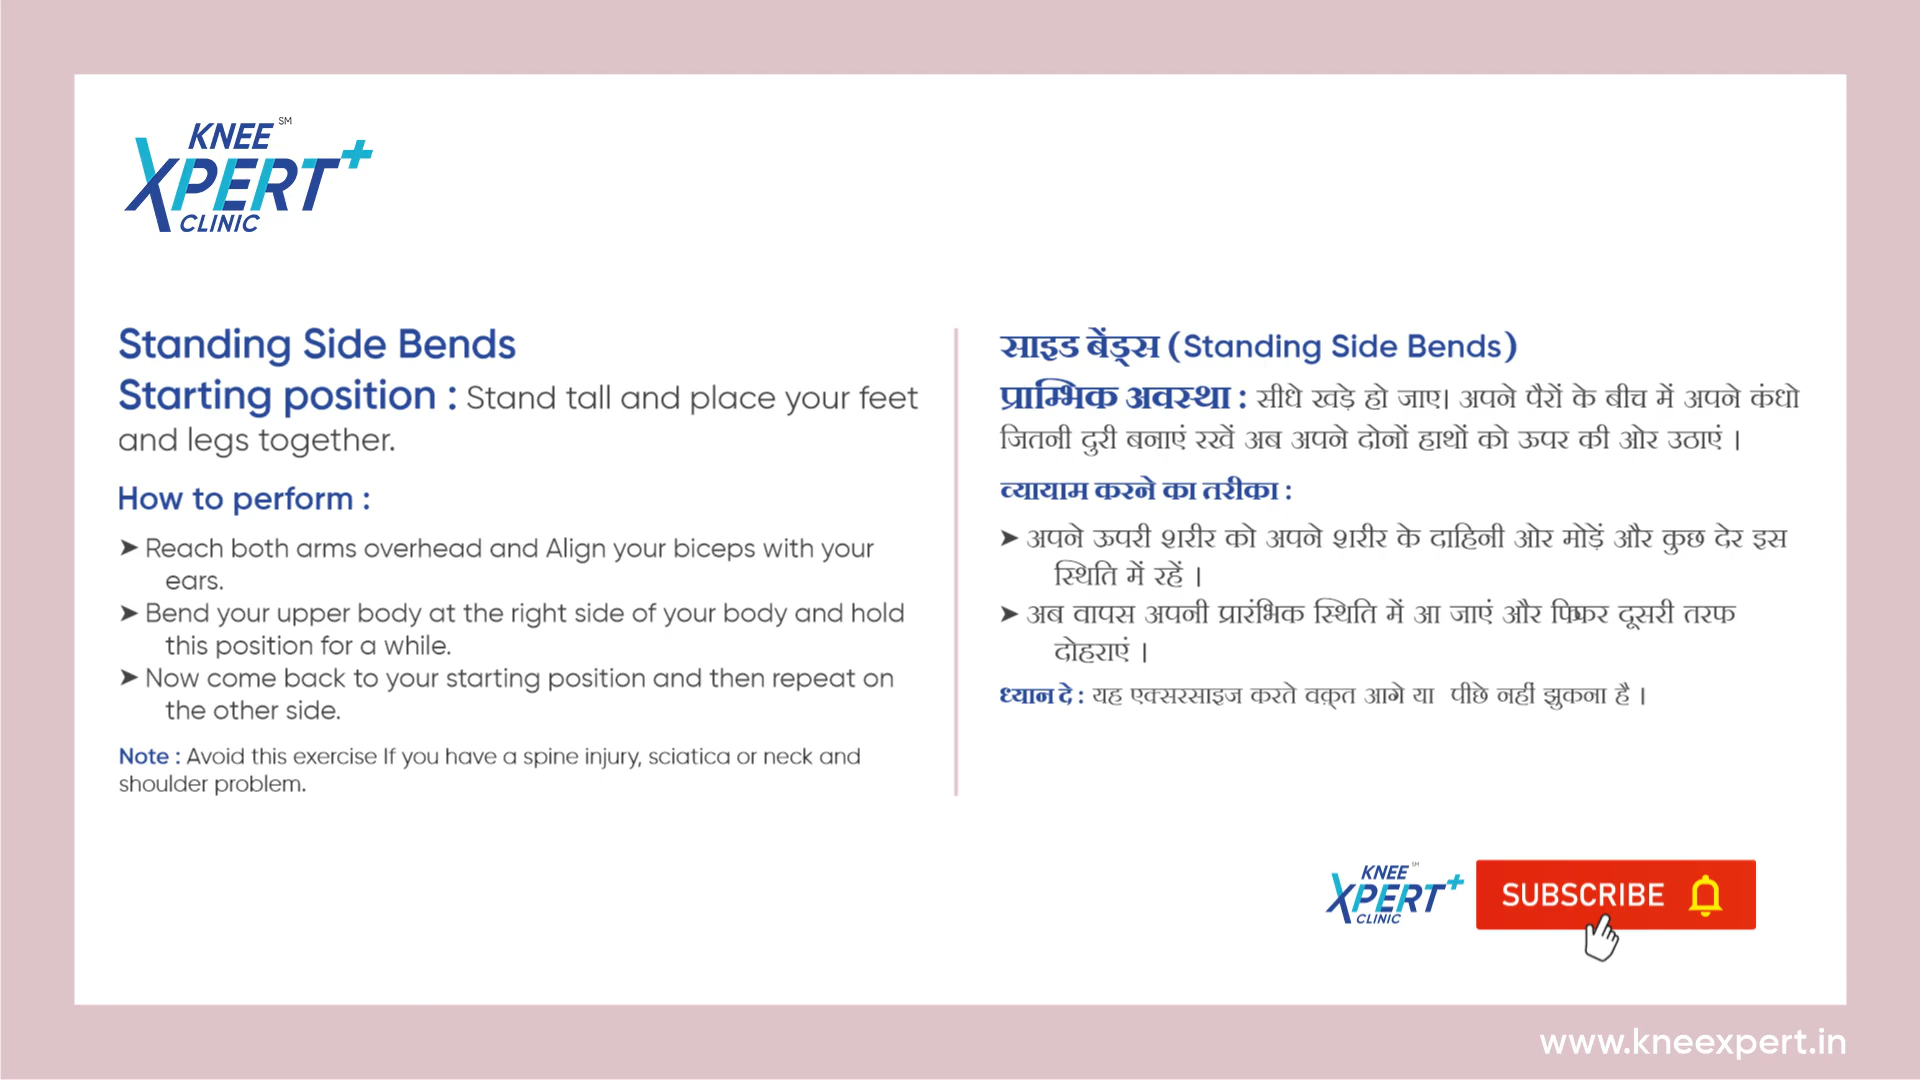 KNEE SM
XPERT+
CLINIC
Standing Side Bends
Starting position : Stand tall and place your feet
and legs together.
How to perform :
➤ Reach both arms overhead and Align your biceps with your
ears.
➤ Bend your upper body at the right side of your body and hold
this position for a while.
➤ Now come back to your starting position and then repeat on
the other side.
Note : Avoid this exercise If you have a spine injury, sciatica or neck and
shoulder problem.
साइड बेंड्स (Standing Side Bends)
प्राम्भिक अवस्था : सीधे खड़े हो जाए। अपने पैरों के बीच में अपने कंधो
जितनी दुरी बनाएं रखें अब अपने दोनों हाथों को ऊपर की ओर उठाएं ।
व्यायाम करने का तरीका :
➤ अपने ऊपरी शरीर को अपने शरीर के दाहिनी ओर मोड़ें और कुछ देर इस
स्थिति में रहें ।
➤ अब वापस अपनी प्रारंभिक स्थिति में आ जाएं और फिर दूसरी तरफ
दोहराएं ।
ध्यान दे : यह एक्सरसाइज करते वक़्त आगे या पीछे नहीं झुकना है ।
KNEE SM
XPERT+
CLINIC
SUBSCRIBE
www.kneexpert.in